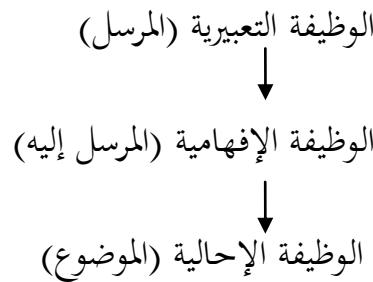 الوظيفة التعبيرية (المرسل)
الوظيفة الإفهامية (المرسل إليه)
الوظيفة الإحالية (الموضوع)